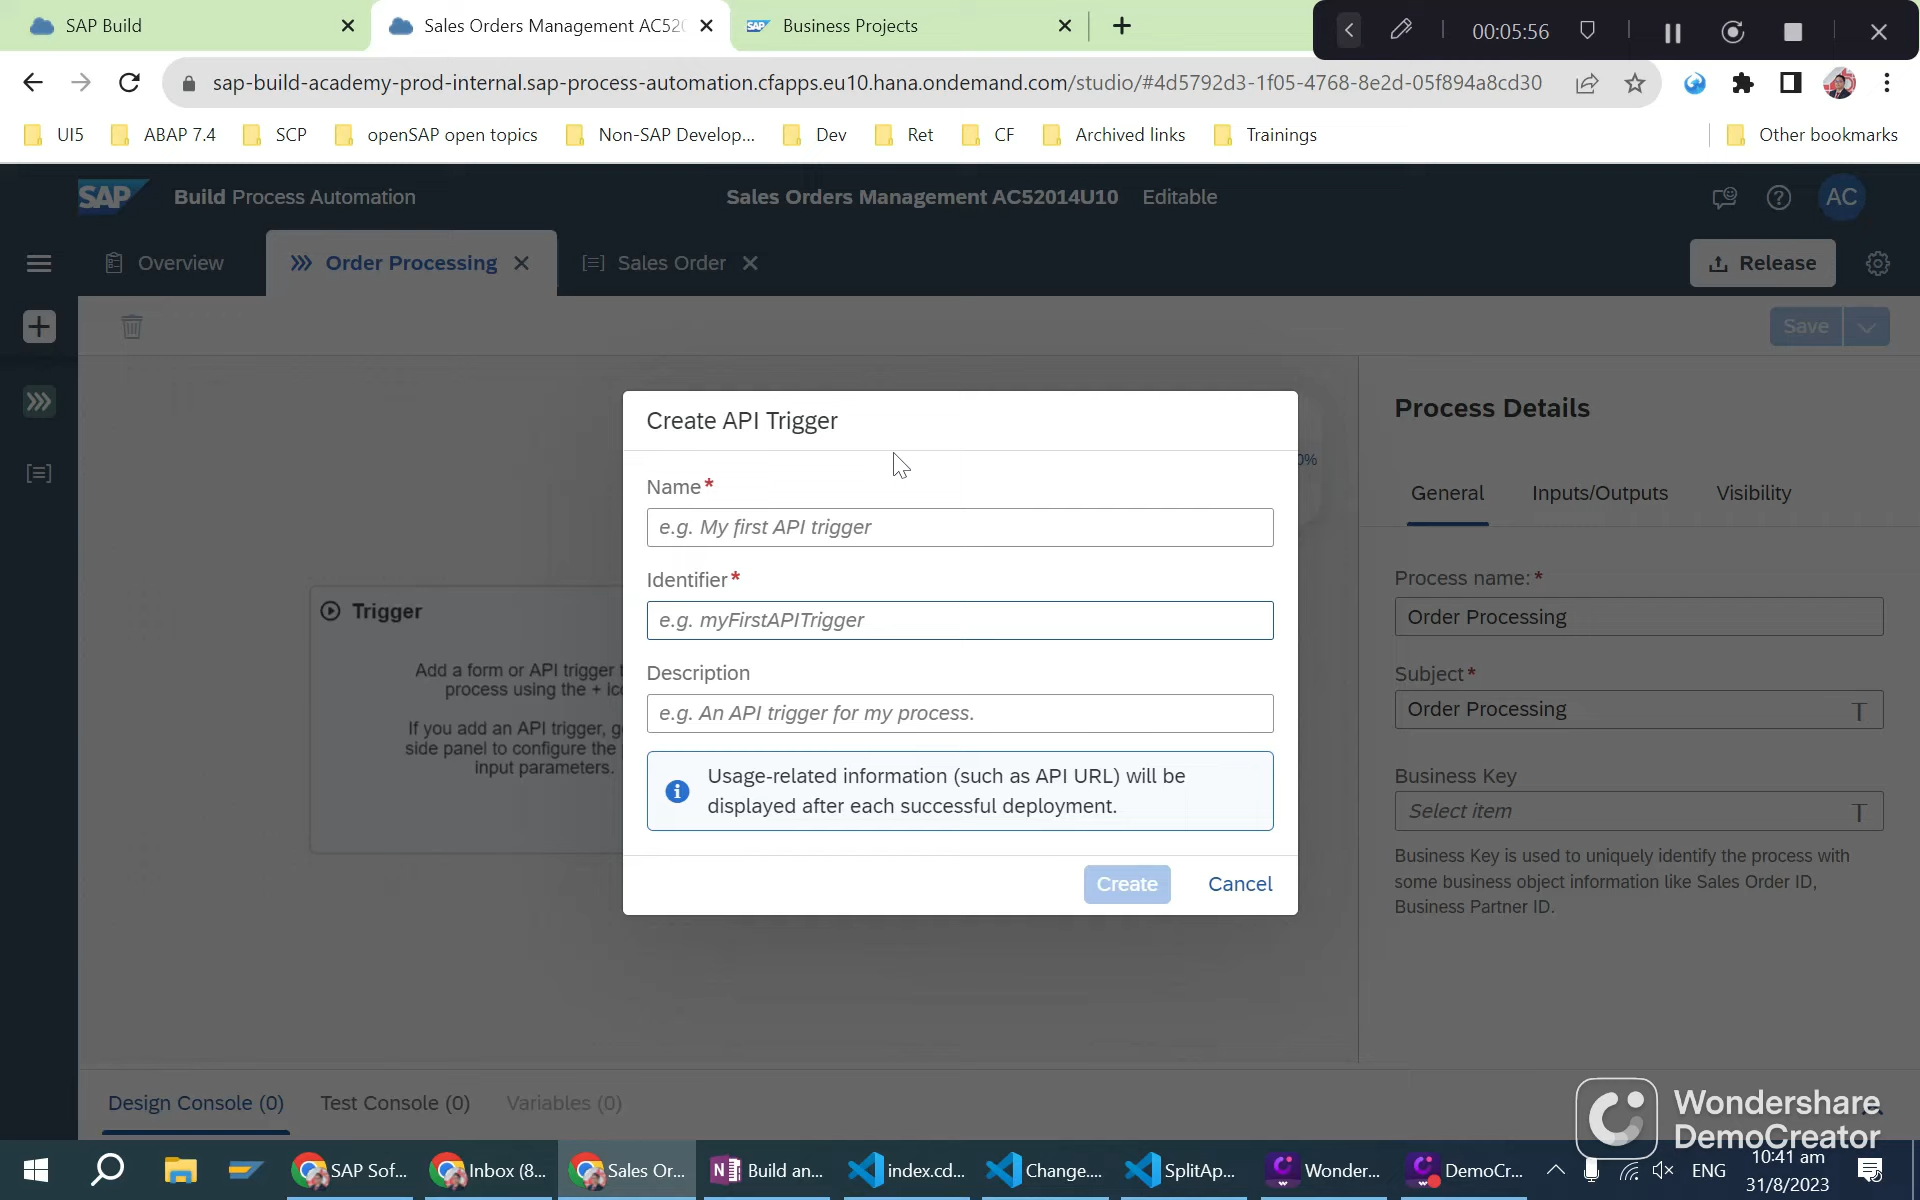 SAP Build
Sales Orders Management AC520
SAP Business Projects
00:05:56
sap-build-academy-prod-internal.sap-process-automation.cfapps.eu10.hana.ondemand.com/studio/#4d5792d3-1f05-4768-8e2d-05f894a8cd30
UI5 ABAP 7.4 SCP openSAP open topics Non-SAP Develop... Dev Ret CF Archived links Trainings Other bookmarks
SAP Build Process Automation Sales Orders Management AC52014U10 Editable AC
Overview Order Processing Sales Order Release
Save
Create API Trigger
Name*
e.g. My first API trigger
Identifier*
e.g. myFirstAPITrigger
Description
e.g. An API trigger for my process.
Usage-related information (such as API URL) will be
displayed after each successful deployment.
Create Cancel
Trigger
Add a form or API trigger
process using the +
If you add an API trigger,
side panel to configure the
input parameters.
0%
Process Details
General Inputs/Outputs Visibility
Process name:*
Order Processing
Subject*
Order Processing
Business Key
Select item
Business Key is used to uniquely identify the process with
some business object information like Sales Order ID,
Business Partner ID.
Design Console (0) Test Console (0) Variables (0)
Wondershare
DemoCreator
SAP Sof... Inbox (8... Sales Or... Build an... index.cd... Change.... SplitAp... Wonder... DemoCr... ENG
10:41 am
31/8/2023